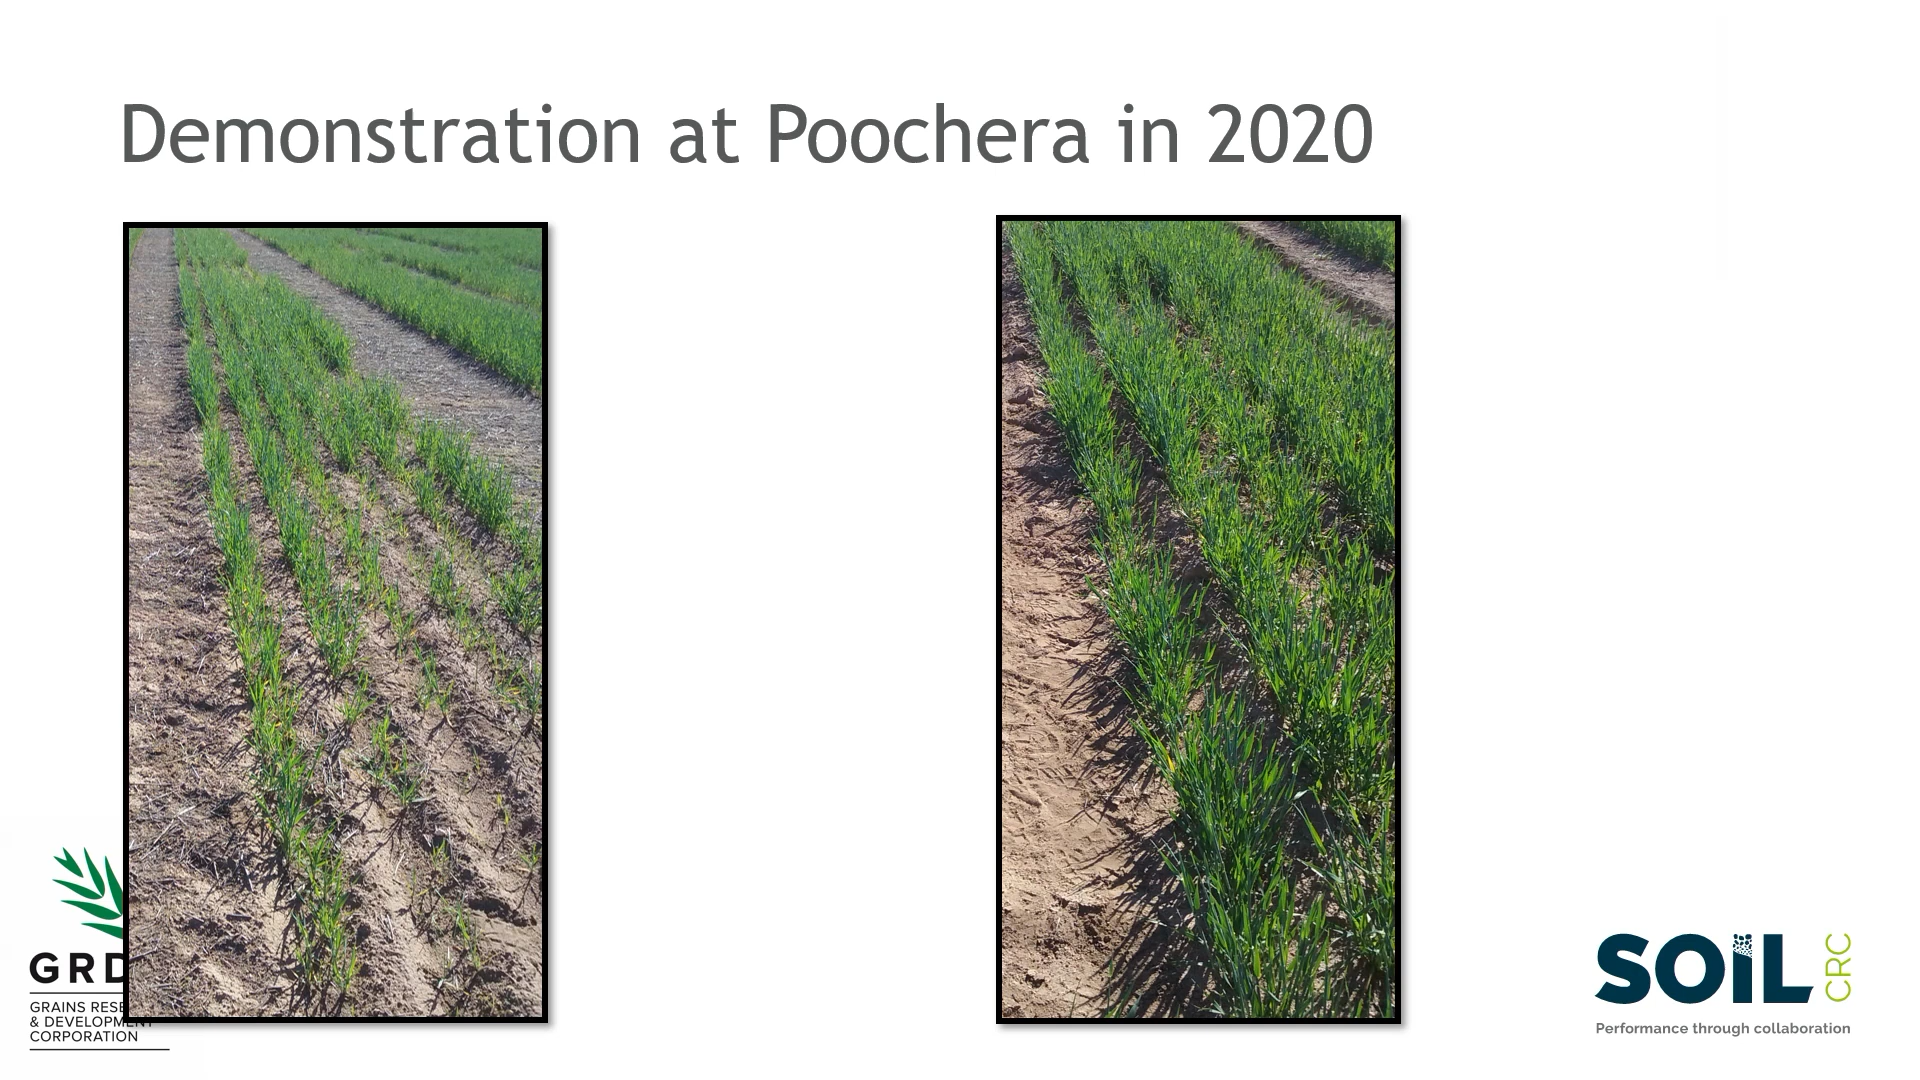 Demonstration at Poochera in 2020
GRD
GRAINS RESE
& DEVELOPMENT
CORPORATION
SOIL CRC
Performance through collaboration